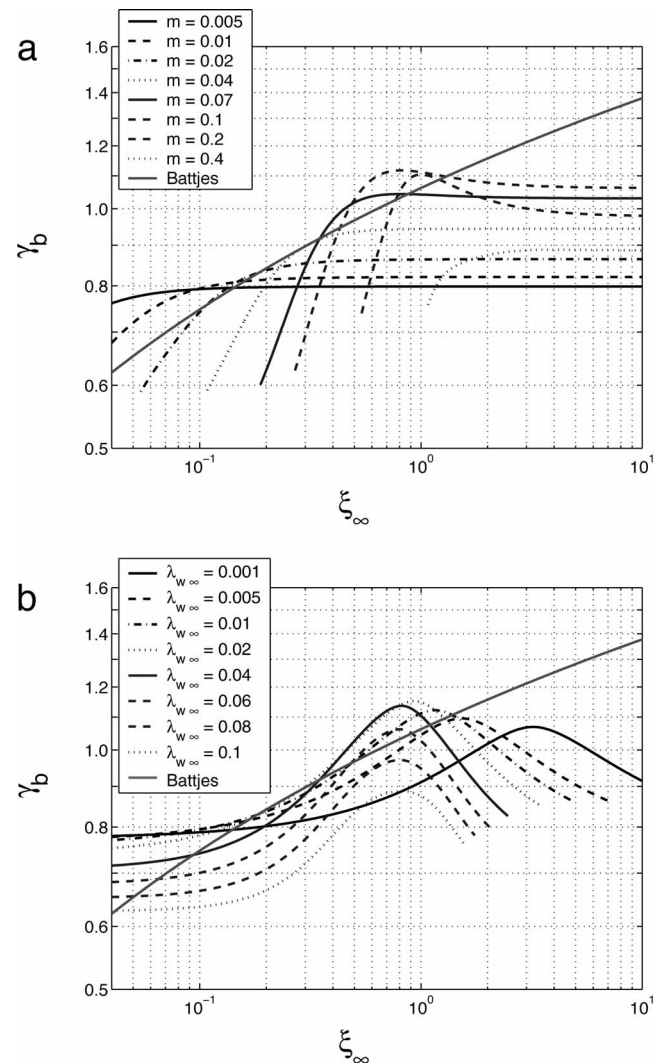 a
m = 0.005
m = 0.01
m = 0.02
m = 0.04
m = 0.07
m = 0.1
m = 0.2
m = 0.4
Battjes
1.6
1.4
1.2
1.0
0.8
0.6
0.5
γb
10⁻¹
10⁰
10¹
ξ∞
b
λw ∞ = 0.001
λw ∞ = 0.005
λw ∞ = 0.01
λw ∞ = 0.02
λw ∞ = 0.04
λw ∞ = 0.06
λw ∞ = 0.08
λw ∞ = 0.1
Battjes
1.6
1.4
1.2
1.0
0.8
0.6
0.5
γb
10⁻¹
10⁰
10¹
ξ∞